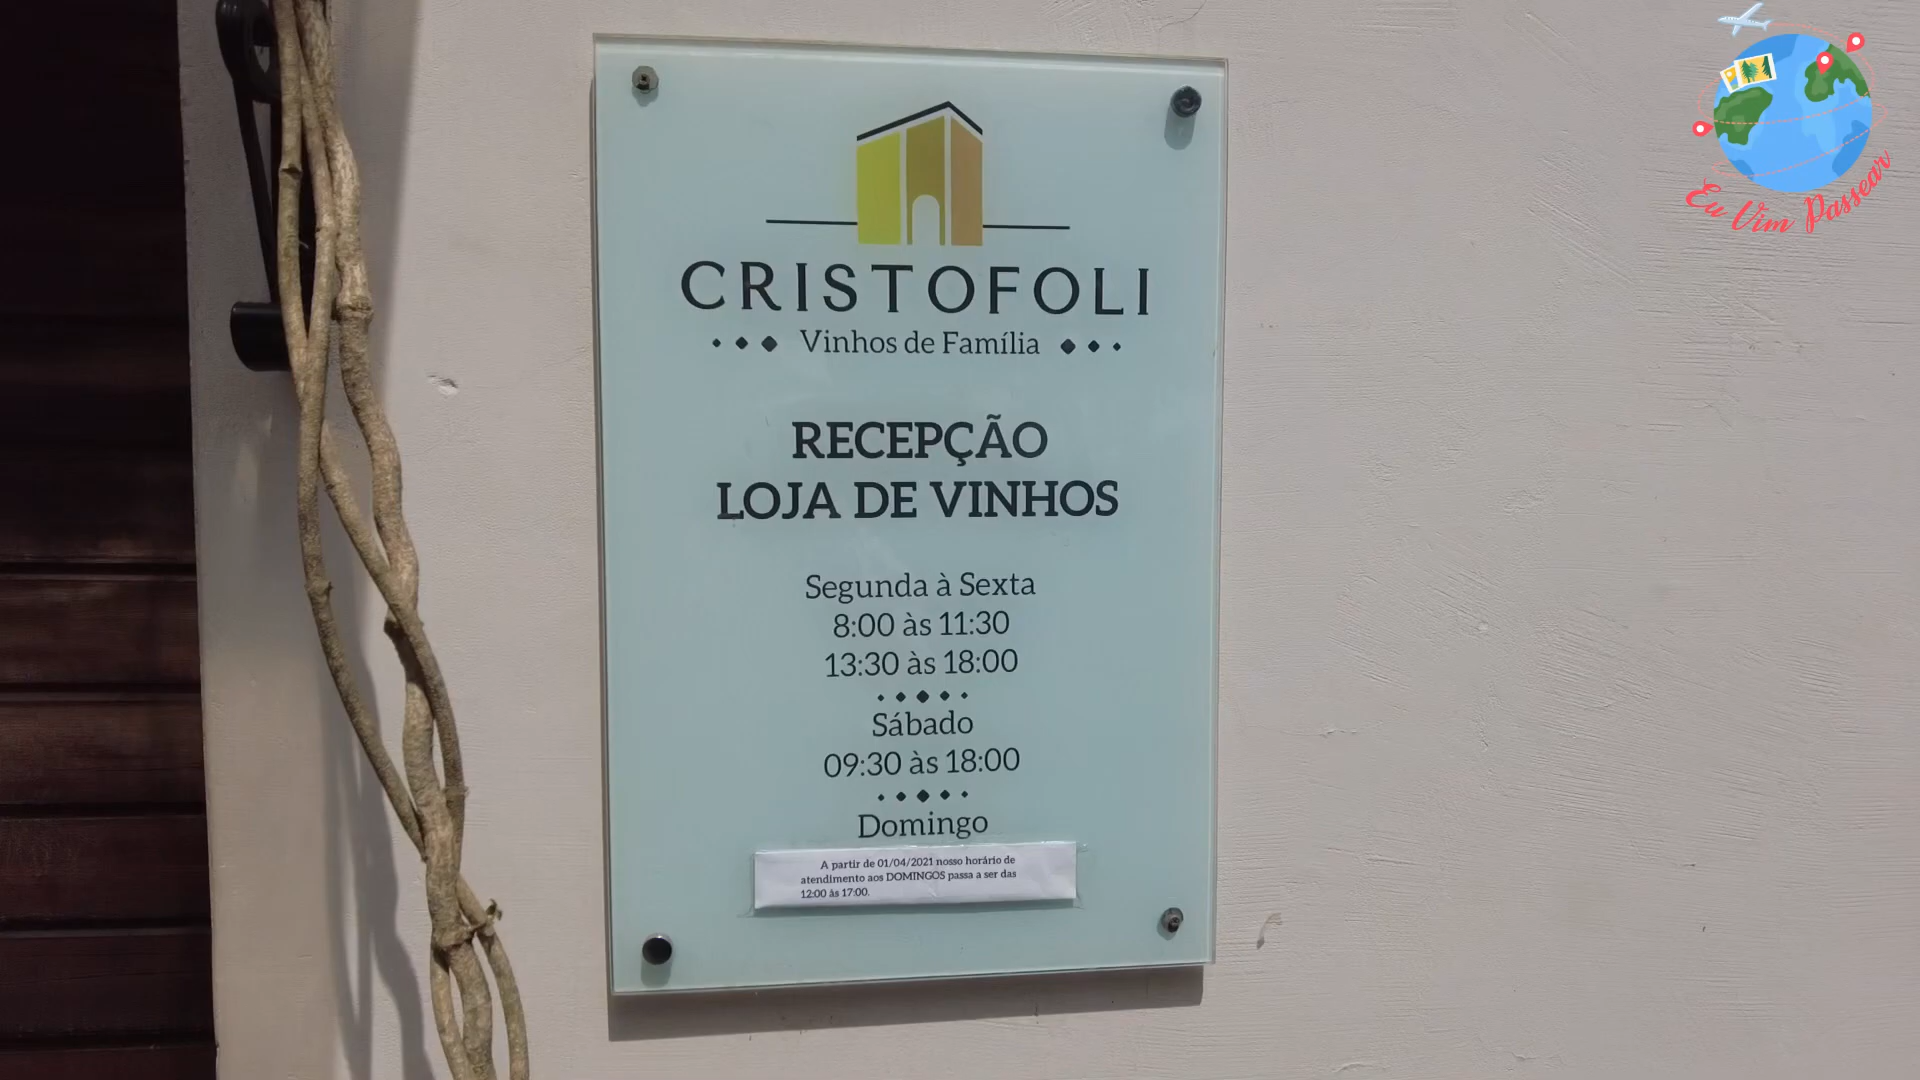 Eu Vim Passear
CRISTOFOLI
Vinhos de Família
RECEPÇÃO
LOJA DE VINHOS
Segunda à Sexta
8:00 às 11:30
13:30 às 18:00
Sábado
09:30 às 18:00
Domingo
A partir de 01/04/2021 nosso horário de
atendimento aos DOMINGOS passa a ser das
12:00 às 17:00.